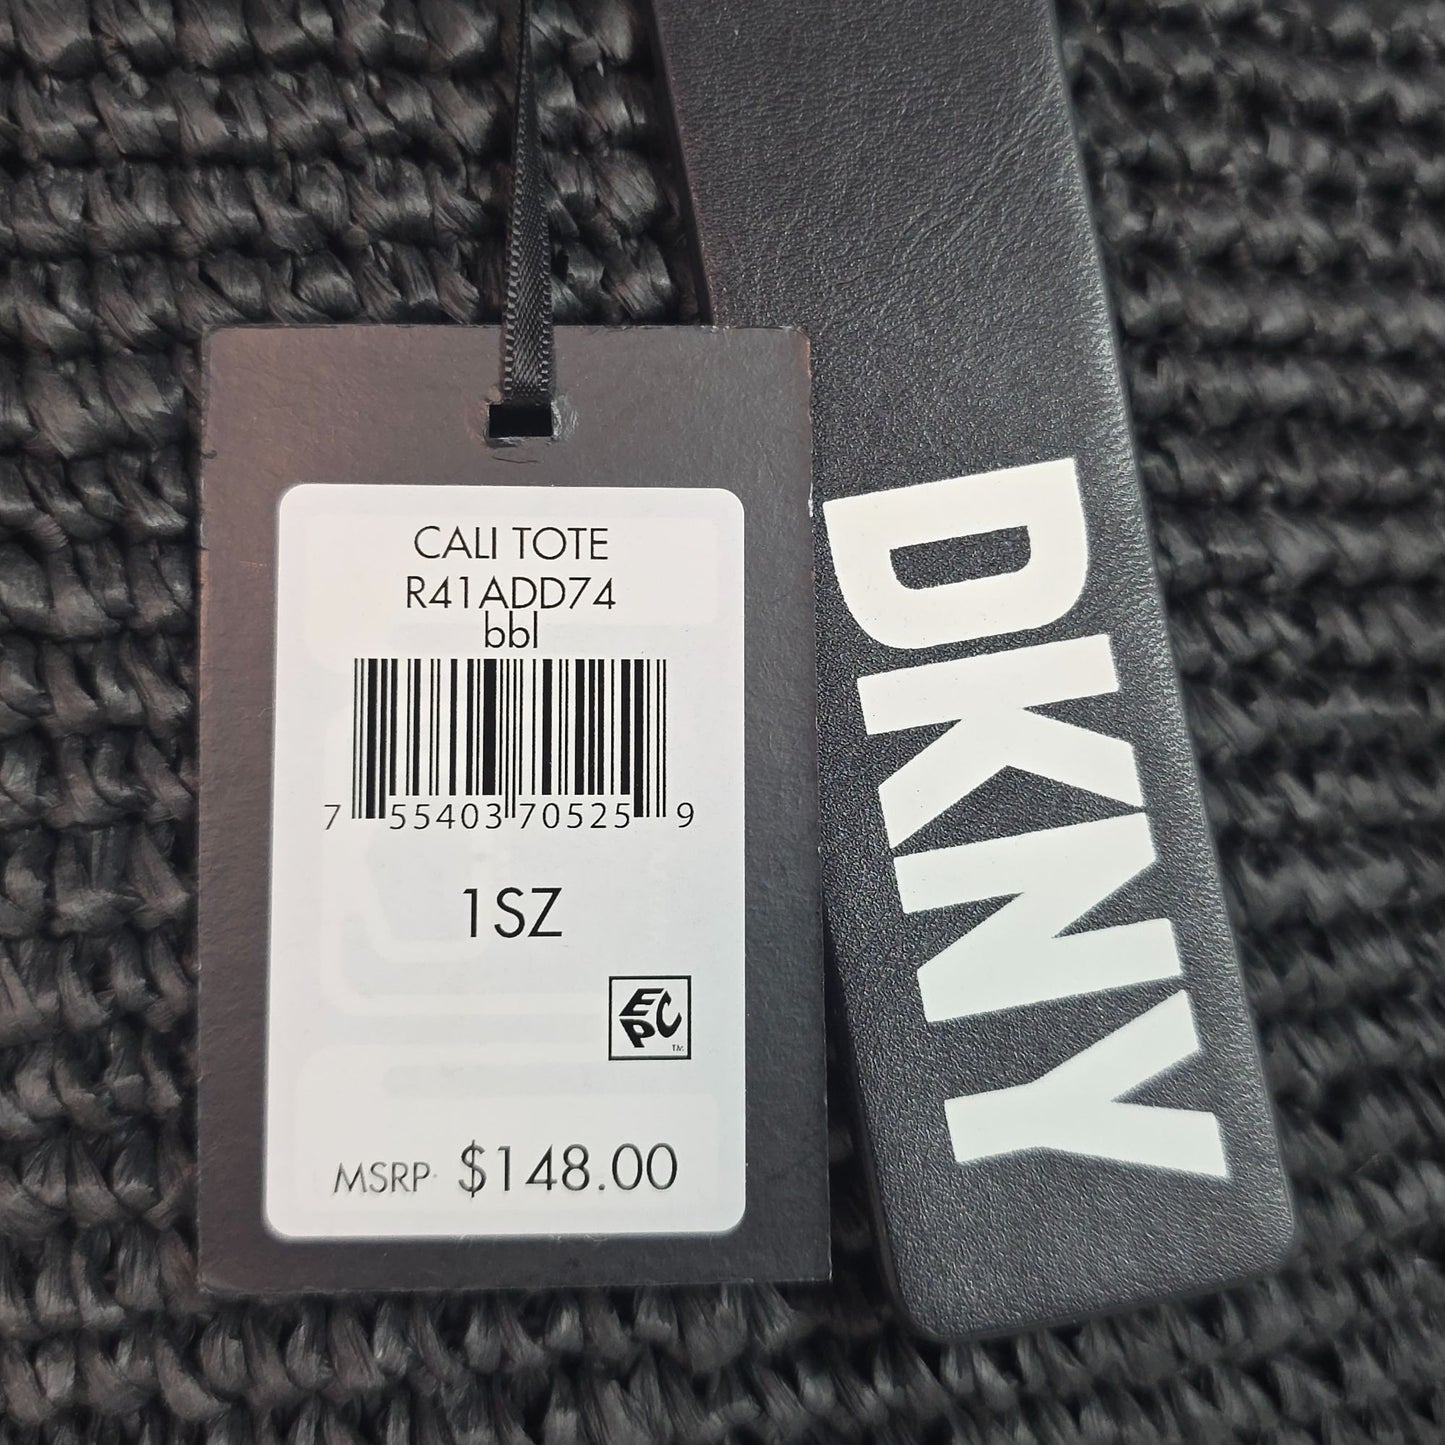 CALI TOTE
R41ADD74
bbl
7 55403 70525 9
1SZ
EPC
TM
MSRP $148.00
DKNY